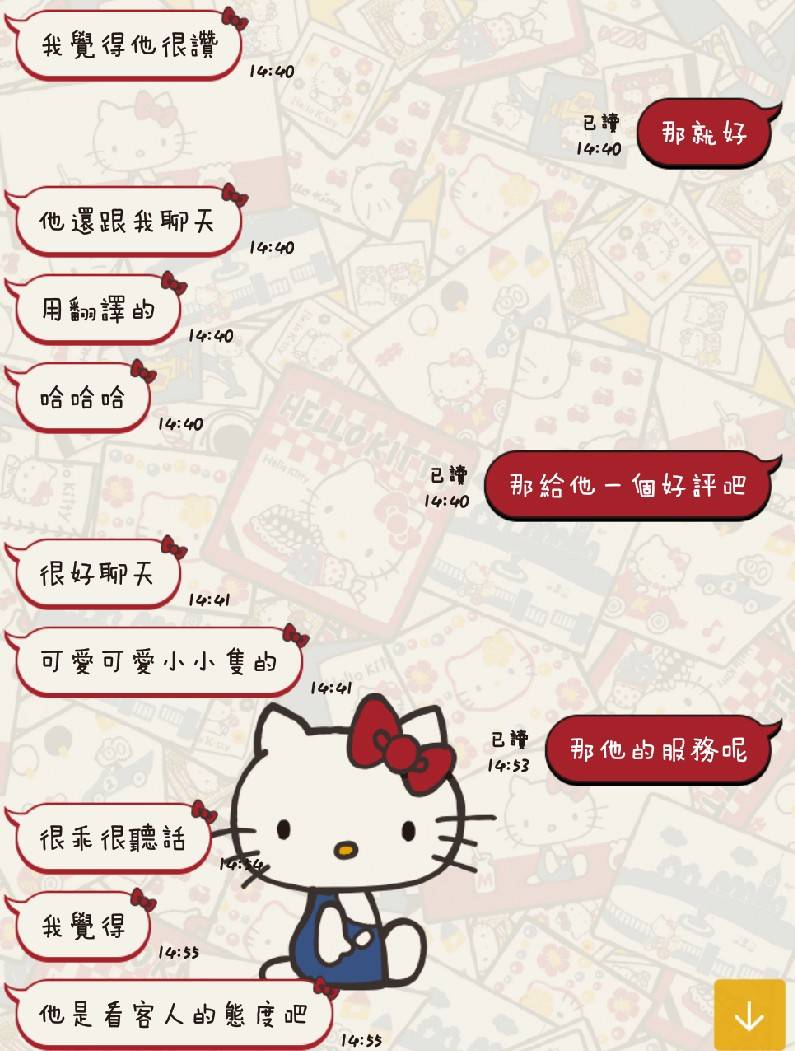 我覺得他很讚
14:40
已讀
14:40
那就好
他還跟我聊天
14:40
用翻譯的
14:40
哈哈哈
14:40
已讀
14:40
那給他一個好評吧
很好聊天
14:41
可愛可愛小小隻的
14:41
已讀
14:53
那他的服務呢
很乖很聽話
14:54
我覺得
14:55
他是看客人的態度吧
14:55
HELLO KITTY
Hello Kitty